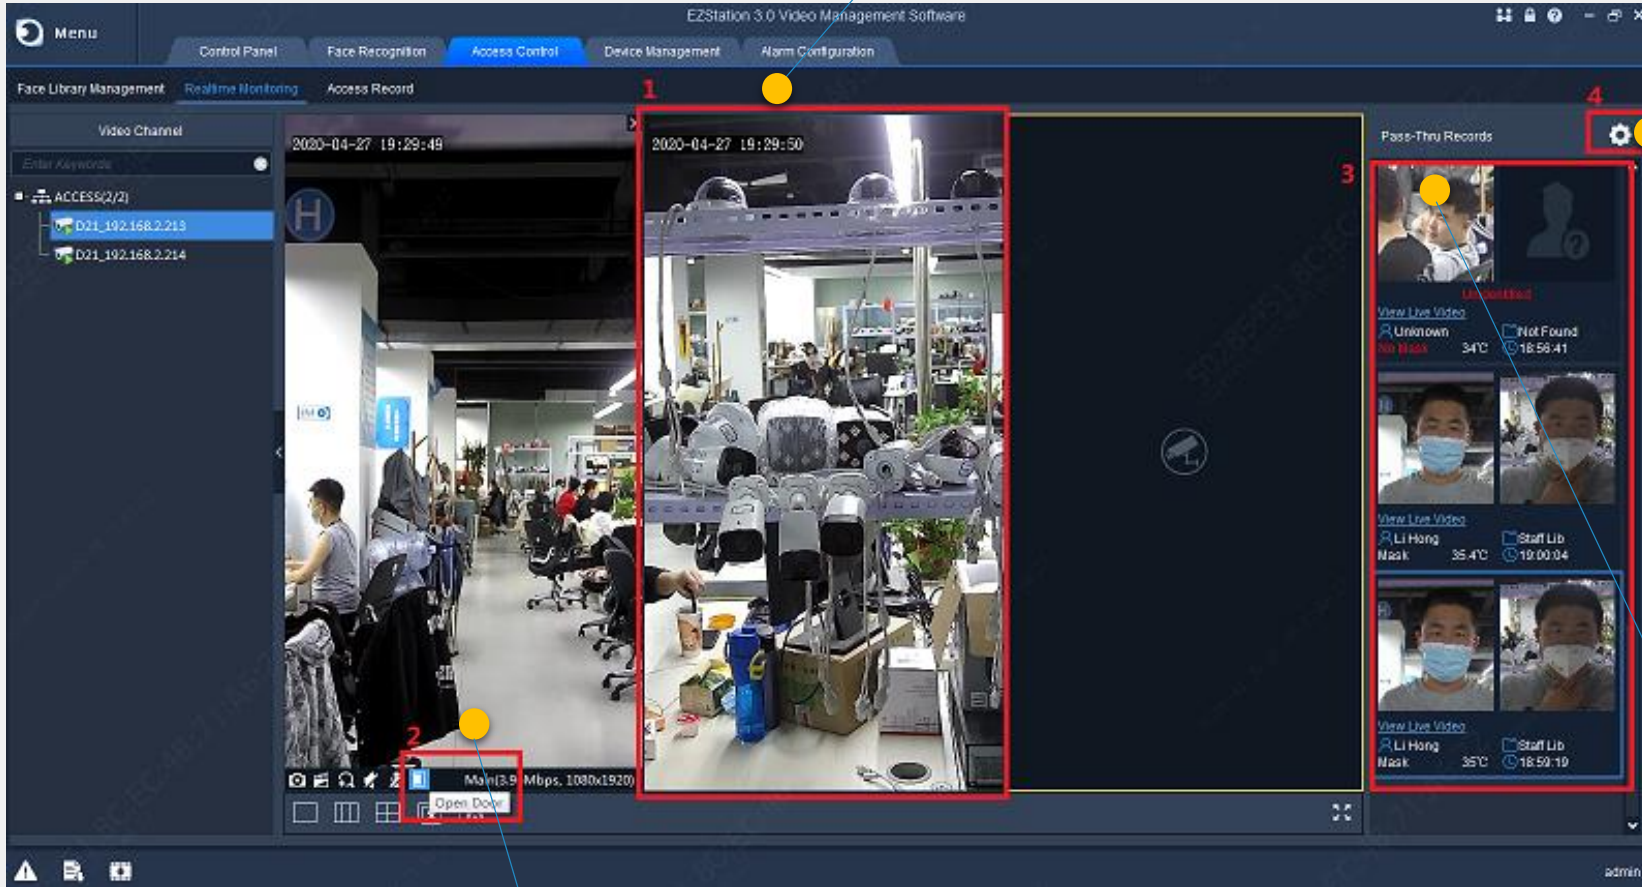 EZStation 3.0 Video Management Software
Menu
Control Panel
Face Recognition
Access Control
Device Management
Alarm Configuration
Face Library Management
Realtime Monitoring
Access Record
1
4
Video Channel
Enter Keywords
ACCESS(2/2)
D21_192.168.2.213
D21_192.168.2.214
2020-04-27 19:29:49
H
2020-04-27 19:29:50
Pass-Thru Records
3
Unidentified
View Live Video
Unknown
Not Found
No Mask
34℃
18:56:41
View Live Video
Li Hong
Staff Lib
Mask
35.4℃
19:00:04
View Live Video
Li Hong
Staff Lib
Mask
35℃
18:59:19
2
Main(3.9 Mbps, 1080x1920)
Open Door
admin